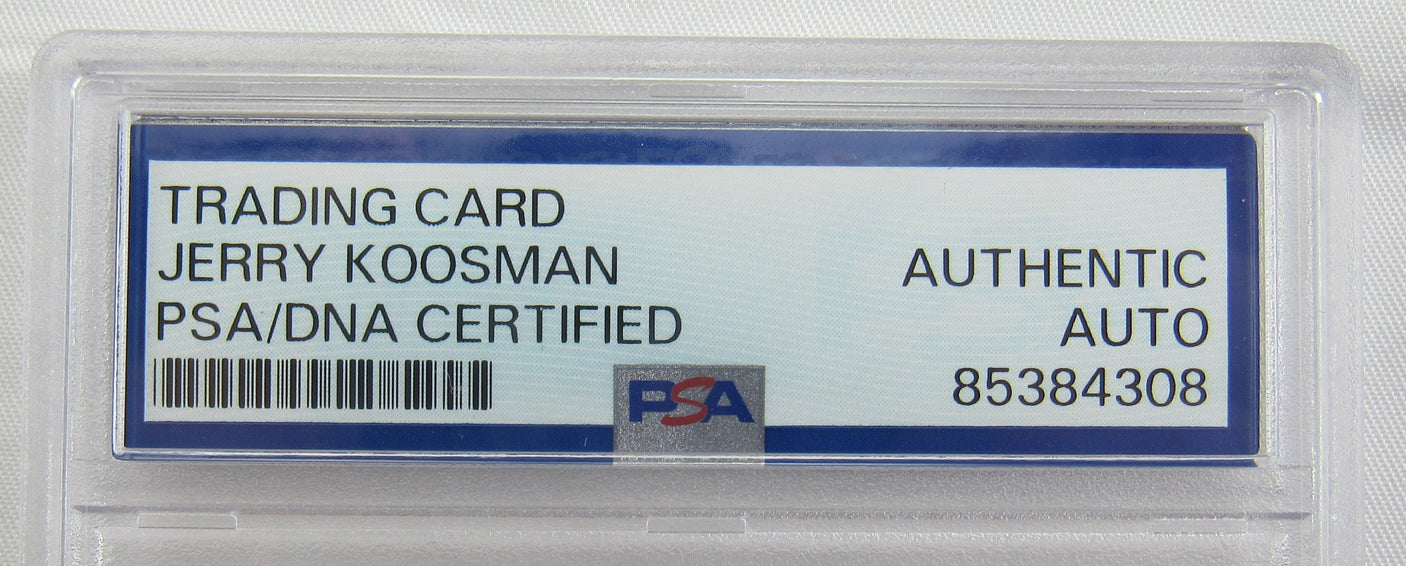 TRADING CARD
JERRY KOOSMAN
PSA/DNA CERTIFIED
AUTHENTIC
AUTO
85384308
PSA